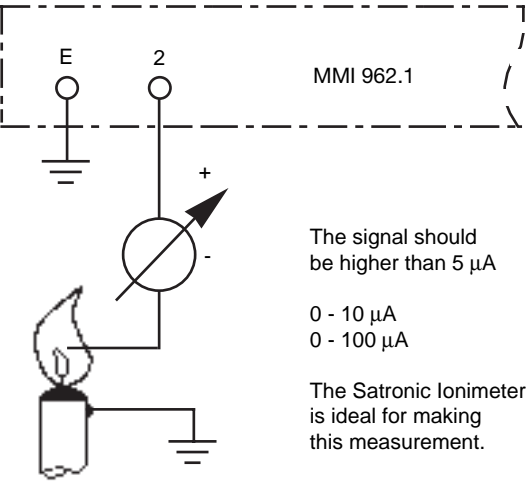 E
2
MMI 962.1
+
-
The signal should
be higher than 5 µA
0 - 10 µA
0 - 100 µA
The Satronic Ionimeter
is ideal for making
this measurement.